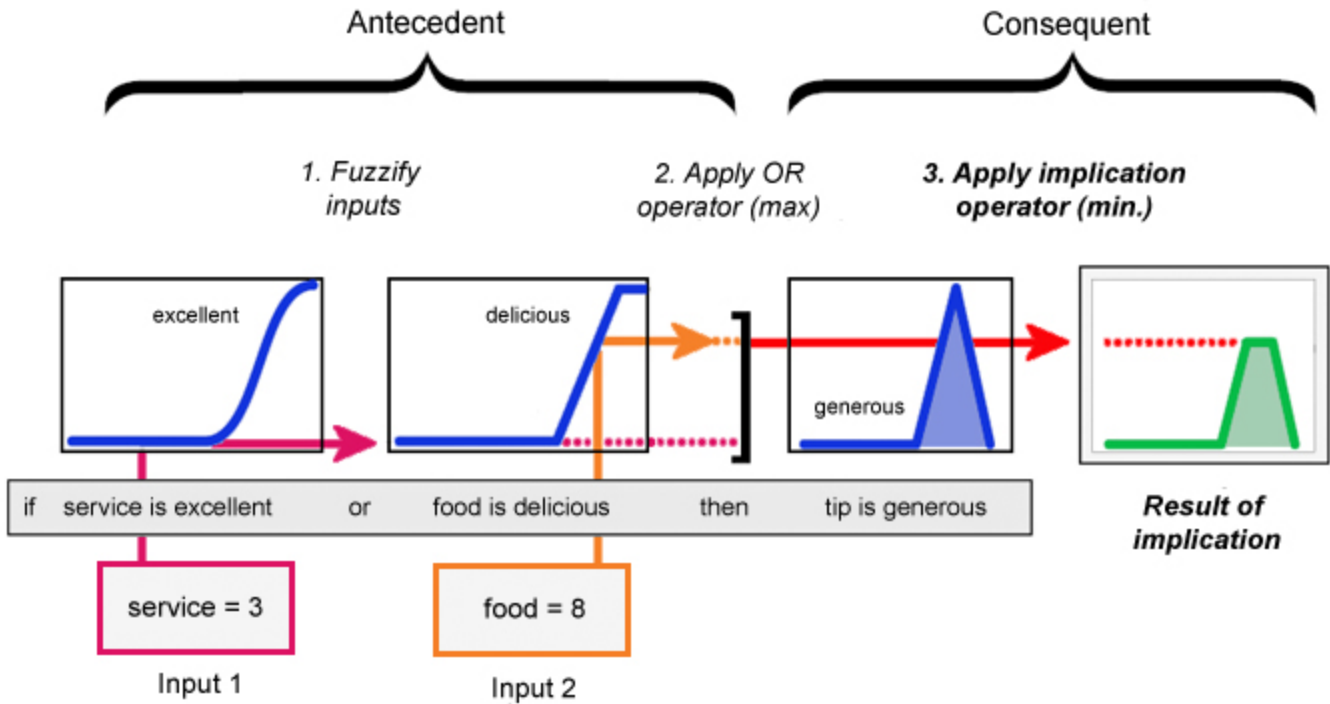 Antecedent
Consequent
1. Fuzzify
inputs
2. Apply OR
operator (max)
3. Apply implication
operator (min.)
excellent
delicious
generous
if service is excellent or food is delicious then tip is generous
Result of
implication
service = 3
food = 8
Input 1
Input 2